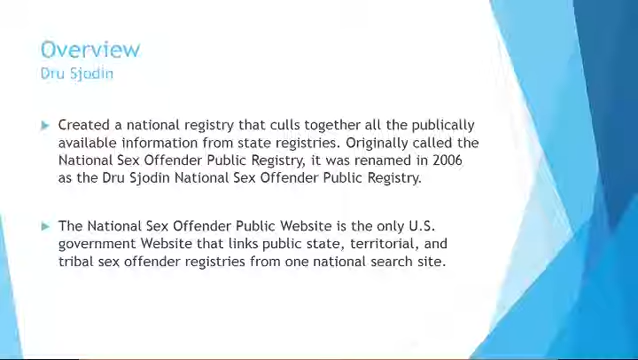 Overview
Dru Sjodin
Created a national registry that culls together all the publically
available information from state registries. Originally called the
National Sex Offender Public Registry, it was renamed in 2006
as the Dru Sjodin National Sex Offender Public Registry.
The National Sex Offender Public Website is the only U.S.
government Website that links public state, territorial, and
tribal sex offender registries from one national search site.